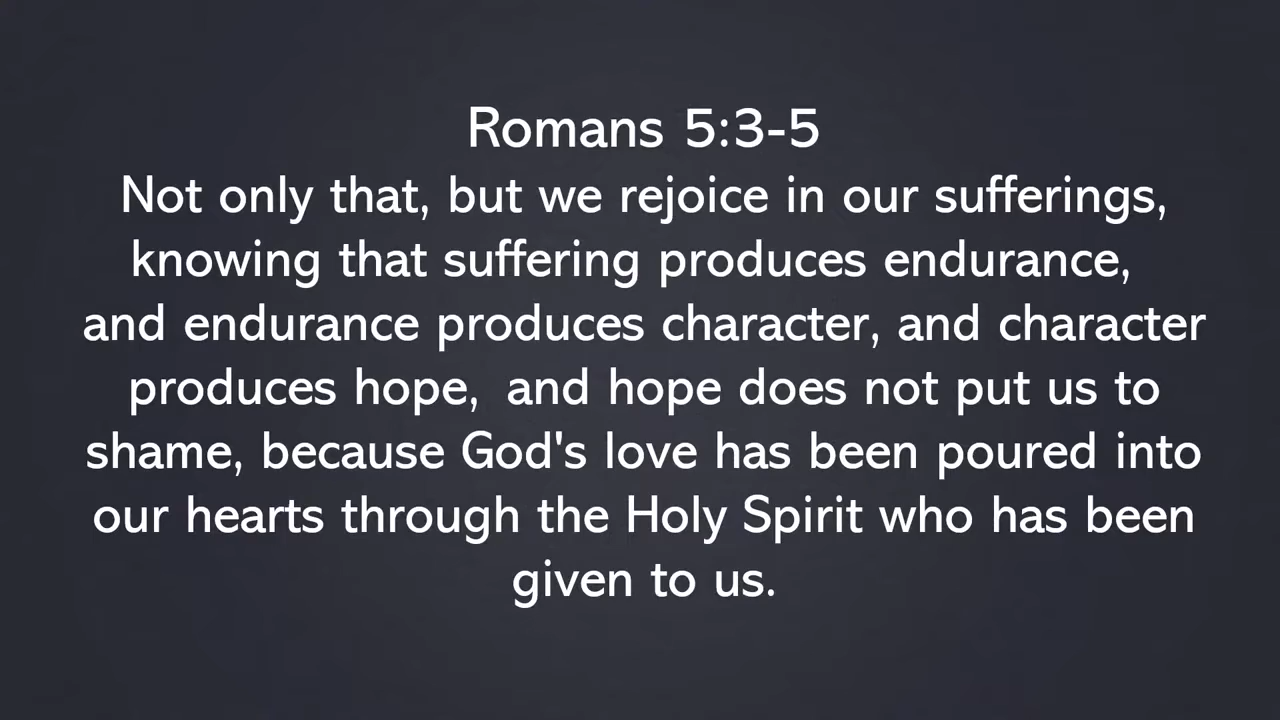 Romans 5:3-5
Not only that, but we rejoice in our sufferings,
knowing that suffering produces endurance,
and endurance produces character, and character
produces hope,  and hope does not put us to
shame, because God's love has been poured into
our hearts through the Holy Spirit who has been
given to us.